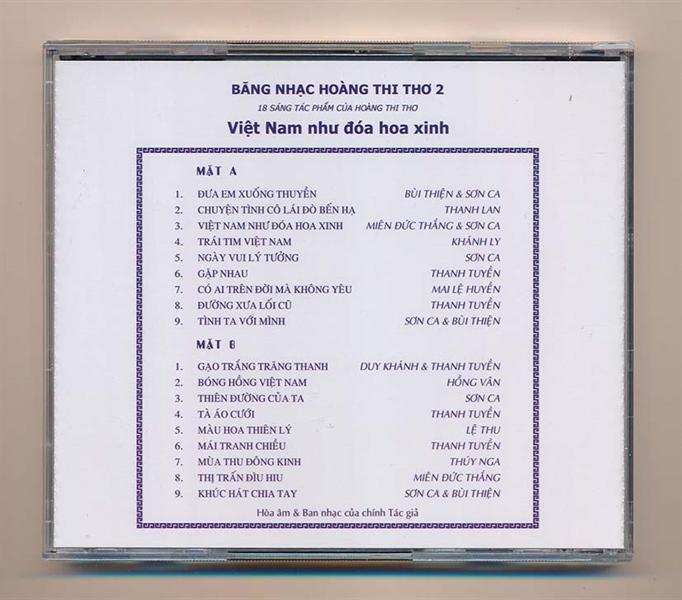 BĂNG NHẠC HOÀNG THI THƠ 2
18 SÁNG TÁC PHẨM CỦA HOÀNG THI THƠ
Việt Nam như đóa hoa xinh
MẶT A
1. ĐƯA EM XUỐNG THUYỀN BÙI THIỆN & SƠN CA
2. CHUYỆN TÌNH CÔ LÁI ĐÒ BẾN HẠ THANH LAN
3. VIỆT NAM NHƯ ĐÓA HOA XINH MIÊN ĐỨC THẮNG & SƠN CA
4. TRÁI TIM VIỆT NAM KHÁNH LY
5. NGÀY VUI LÝ TƯỞNG SƠN CA
6. GẶP NHAU THANH TUYỀN
7. CÓ AI TRÊN ĐỜI MÀ KHÔNG YÊU MAI LỆ HUYỀN
8. ĐƯỜNG XƯA LỐI CŨ THANH TUYỀN
9. TÌNH TA VỚI MÌNH SƠN CA & BÙI THIỆN
MẶT B
1. GẠO TRẮNG TRĂNG THANH DUY KHÁNH & THANH TUYỀN
2. BÓNG HỒNG VIỆT NAM HỒNG VÂN
3. THIÊN ĐƯỜNG CỦA TA SƠN CA
4. TÀ ÁO CƯỚI THANH TUYỀN
5. MÀU HOA THIÊN LÝ LỆ THU
6. MÁI TRANH CHIỀU THANH TUYỀN
7. MÙA THU ĐÔNG KINH THÚY NGA
8. THỊ TRẤN ĐÌU HIU MIÊN ĐỨC THẮNG
9. KHÚC HÁT CHIA TAY SƠN CA & BÙI THIỆN
Hòa âm & Ban nhạc của chính Tác giả